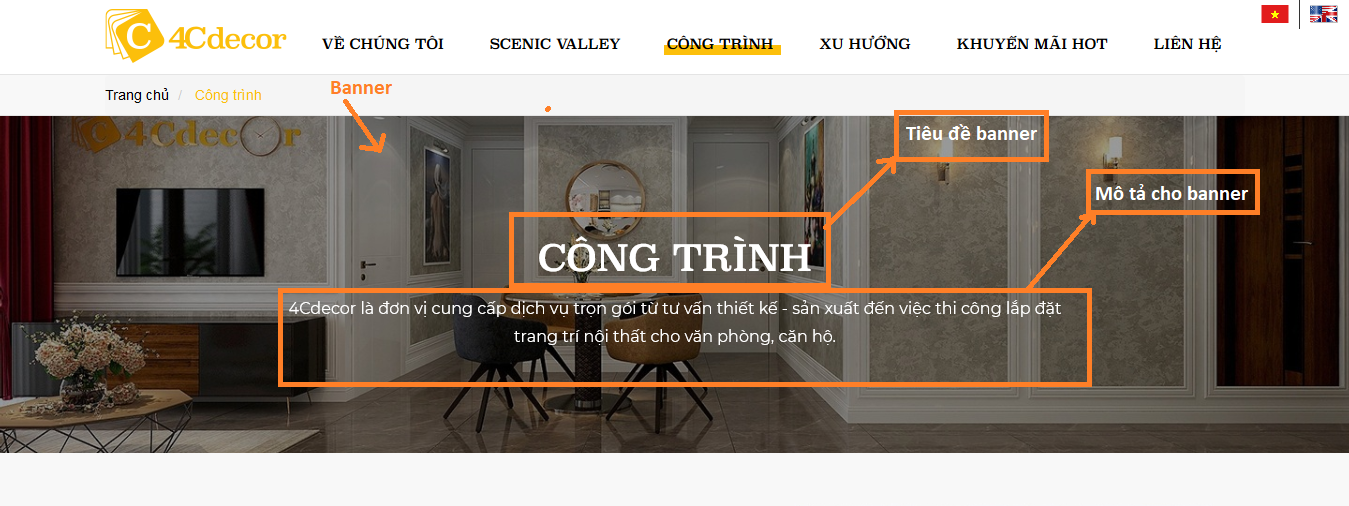 C 4Cdecor
VỀ CHÚNG TÔI SCENIC VALLEY CÔNG TRÌNH XU HƯỚNG KHUYẾN MÃI HOT LIÊN HỆ
Trang chủ / Công trình
Banner
C 4Cdecor
Tiêu đề banner
Mô tả cho banner
CÔNG TRÌNH
4Cdecor là đơn vị cung cấp dịch vụ trọn gói từ tư vấn thiết kế - sản xuất đến việc thi công lắp đặt
trang trí nội thất cho văn phòng, căn hộ.